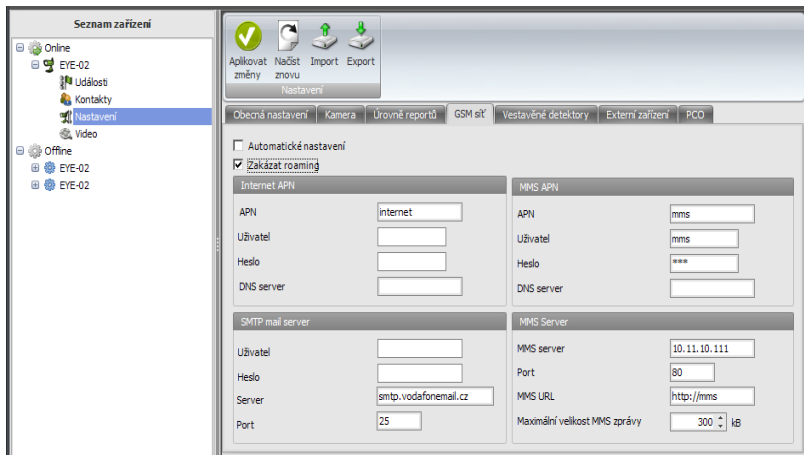 Seznam zařízení
Online
EYE-02
Události
Kontakty
Nastavení
Video
Offline
EYE-02
EYE-02
Aplikovat změny
Načíst znovu
Import
Export
Nastavení
Obecná nastavení
Kamera
Úrovně reportů
GSM síť
Vestavěné detektory
Externí zařízení
PCO
Automatické nastavení
Zakázat roaming
Internet APN
APN internet
Uživatel
Heslo
DNS server
MMS APN
APN mms
Uživatel mms
Heslo ***
DNS server
SMTP mail server
Uživatel
Heslo
Server smtp.vodafonemail.cz
Port 25
MMS Server
MMS server 10.11.10.111
Port 80
MMS URL http://mms
Maximální velikost MMS zprávy 300 kB